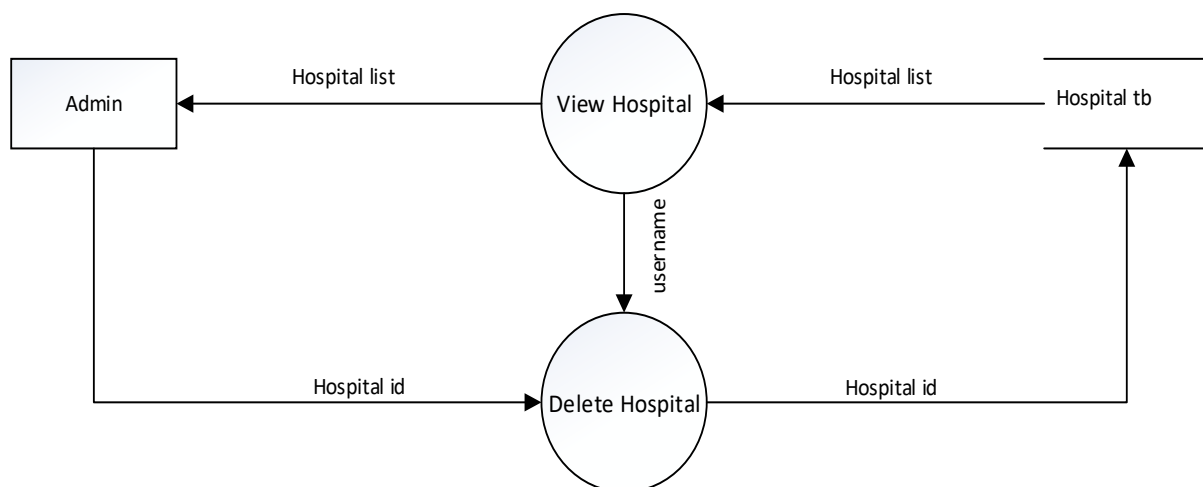 Hospital list
Hospital list
Admin
View Hospital
Hospital tb
username
Hospital id
Hospital id
Delete Hospital